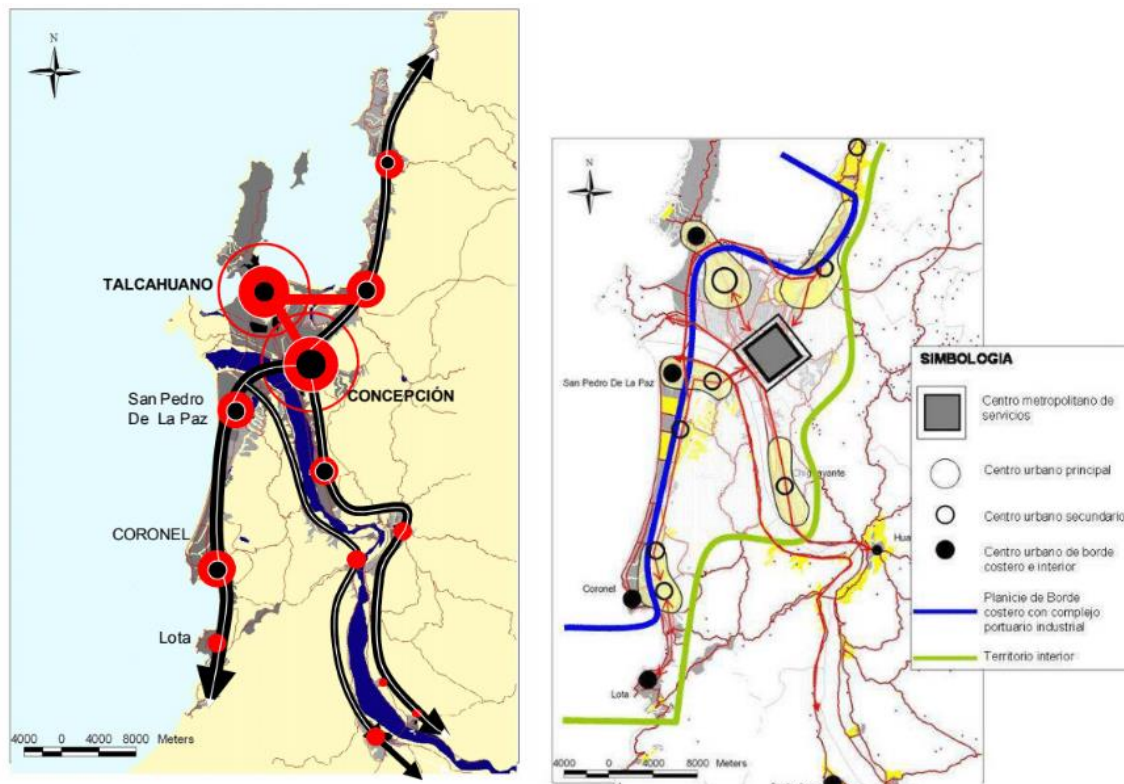 N
TALCAHUANO
CONCEPCIÓN
San Pedro
De La Paz
CORONEL
Lota
4000 0 4000 8000 Meters
N
San Pedro De La Paz
Chiguayante
Hua
Coronel
Lota
4000 0 4000 8000 Meters
SIMBOLOGIA
Centro metropolitano de
servicios
Centro urbano principal
Centro urbano secundario
Centro urbano de borde
costero e interior
Planicie de Borde
costero con complejo
portuario industrial
Territorio interior